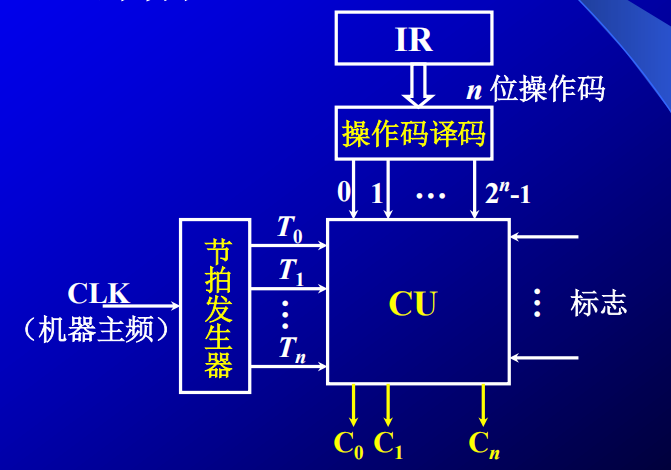 IR
n 位操作码
操作码译码
0 1 … 2ⁿ-1
节拍发生器
T₀
T₁
⋮
Tₙ
CLK
（机器主频）
CU
⋮ 标志
C₀ C₁ Cₙ